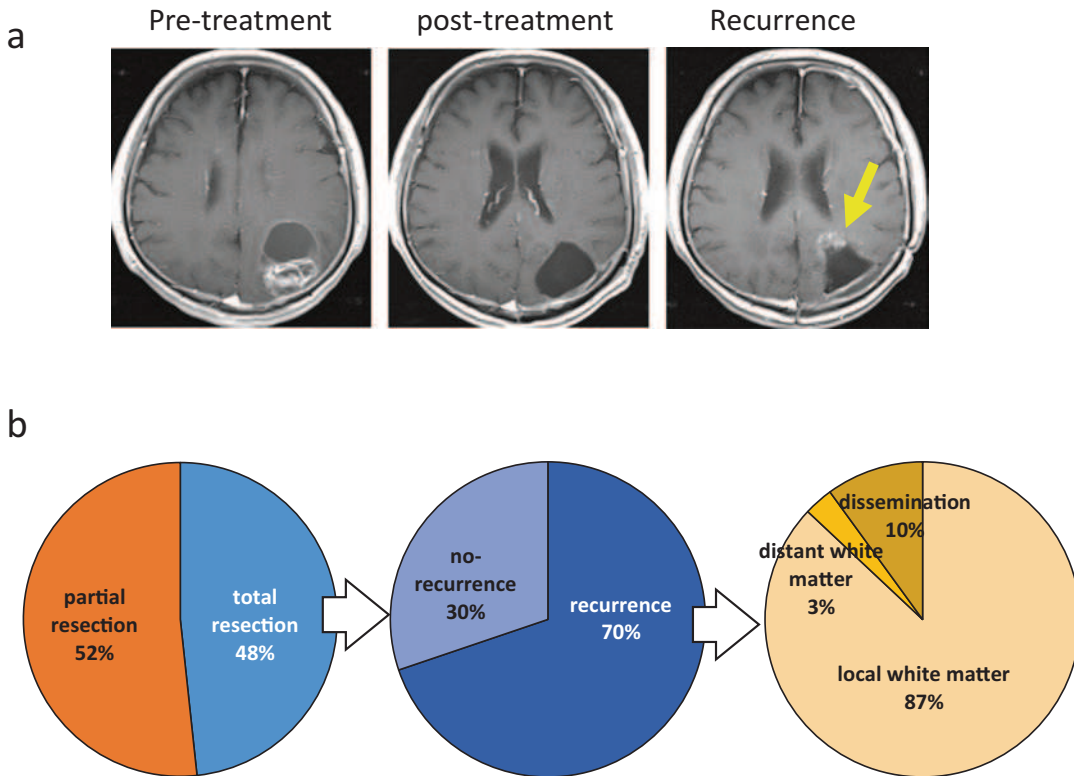 a
Pre-treatment
post-treatment
Recurrence
b
partial
resection
52%
total
resection
48%
no-
recurrence
30%
recurrence
70%
dissemination
10%
distant white
matter
3%
local white matter
87%